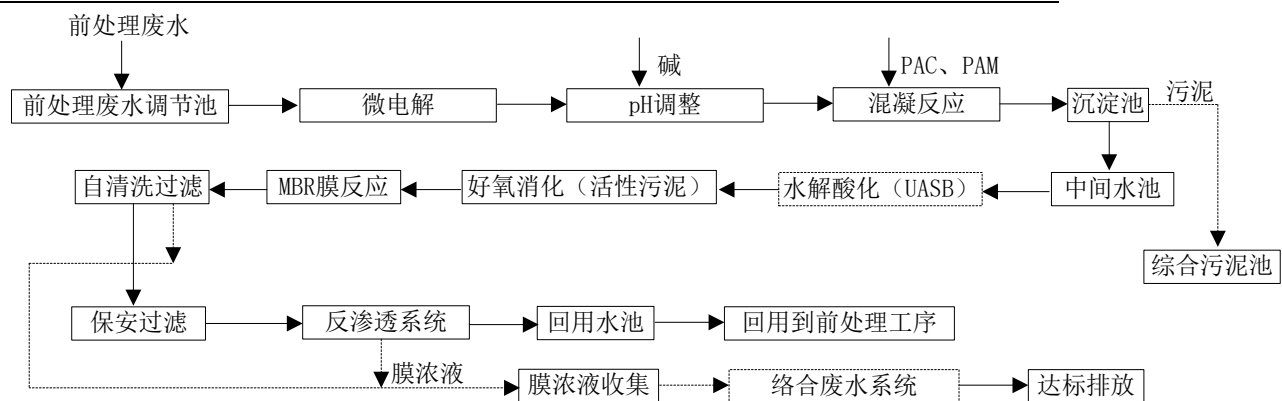 前处理废水
碱
PAC、PAM
前处理废水调节池
微电解
pH调整
混凝反应
沉淀池
污泥
自清洗过滤
MBR膜反应
好氧消化（活性污泥）
水解酸化（UASB）
中间水池
综合污泥池
保安过滤
反渗透系统
回用水池
回用到前处理工序
膜浓液
膜浓液收集
络合废水系统
达标排放